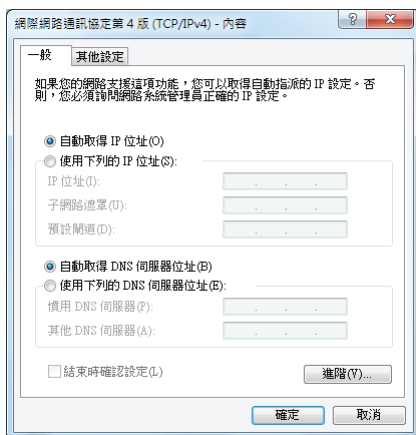 網際網路通訊協定第 4 版 (TCP/IPv4) - 內容
一般
其他設定
如果您的網路支援這項功能，您可以取得自動指派的 IP 設定。否
則，您必須詢問網路系統管理員正確的 IP 設定。
自動取得 IP 位址(O)
使用下列的 IP 位址(S):
IP 位址(I):
子網路遮罩(U):
預設閘道(D):
自動取得 DNS 伺服器位址(B)
使用下列的 DNS 伺服器位址(E):
慣用 DNS 伺服器(P):
其他 DNS 伺服器(A):
結束時確認設定(L)
進階(V)...
確定
取消